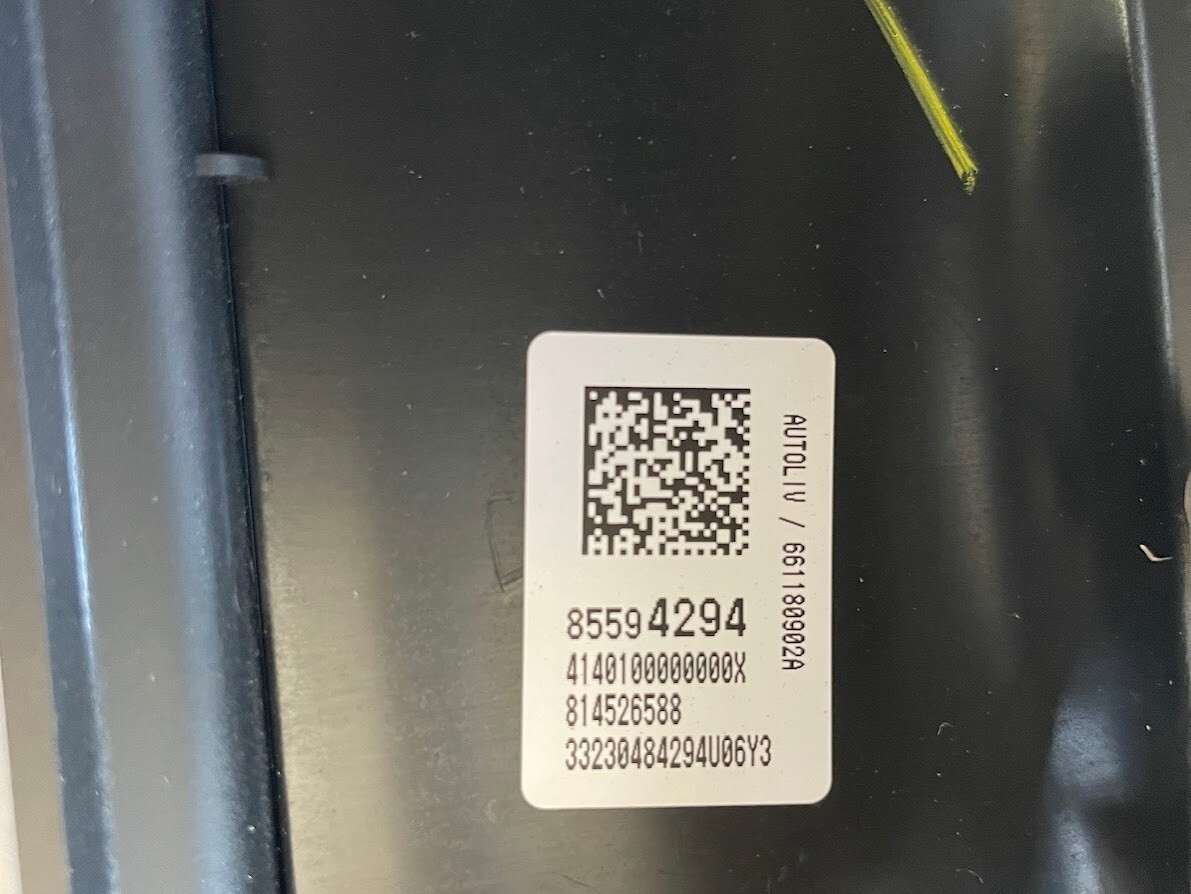 85594294
4140100000000X
814526588
33230484294U06Y3
AUTOLIV / 661180902A